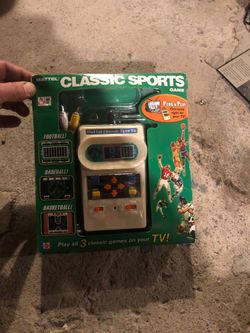 MATTEL CLASSIC SPORTS
GAME
PLUG & PLAY
FOOTBALL!
BASEBALL!
BASKETBALL!
Play all 3 classic games on your TV!